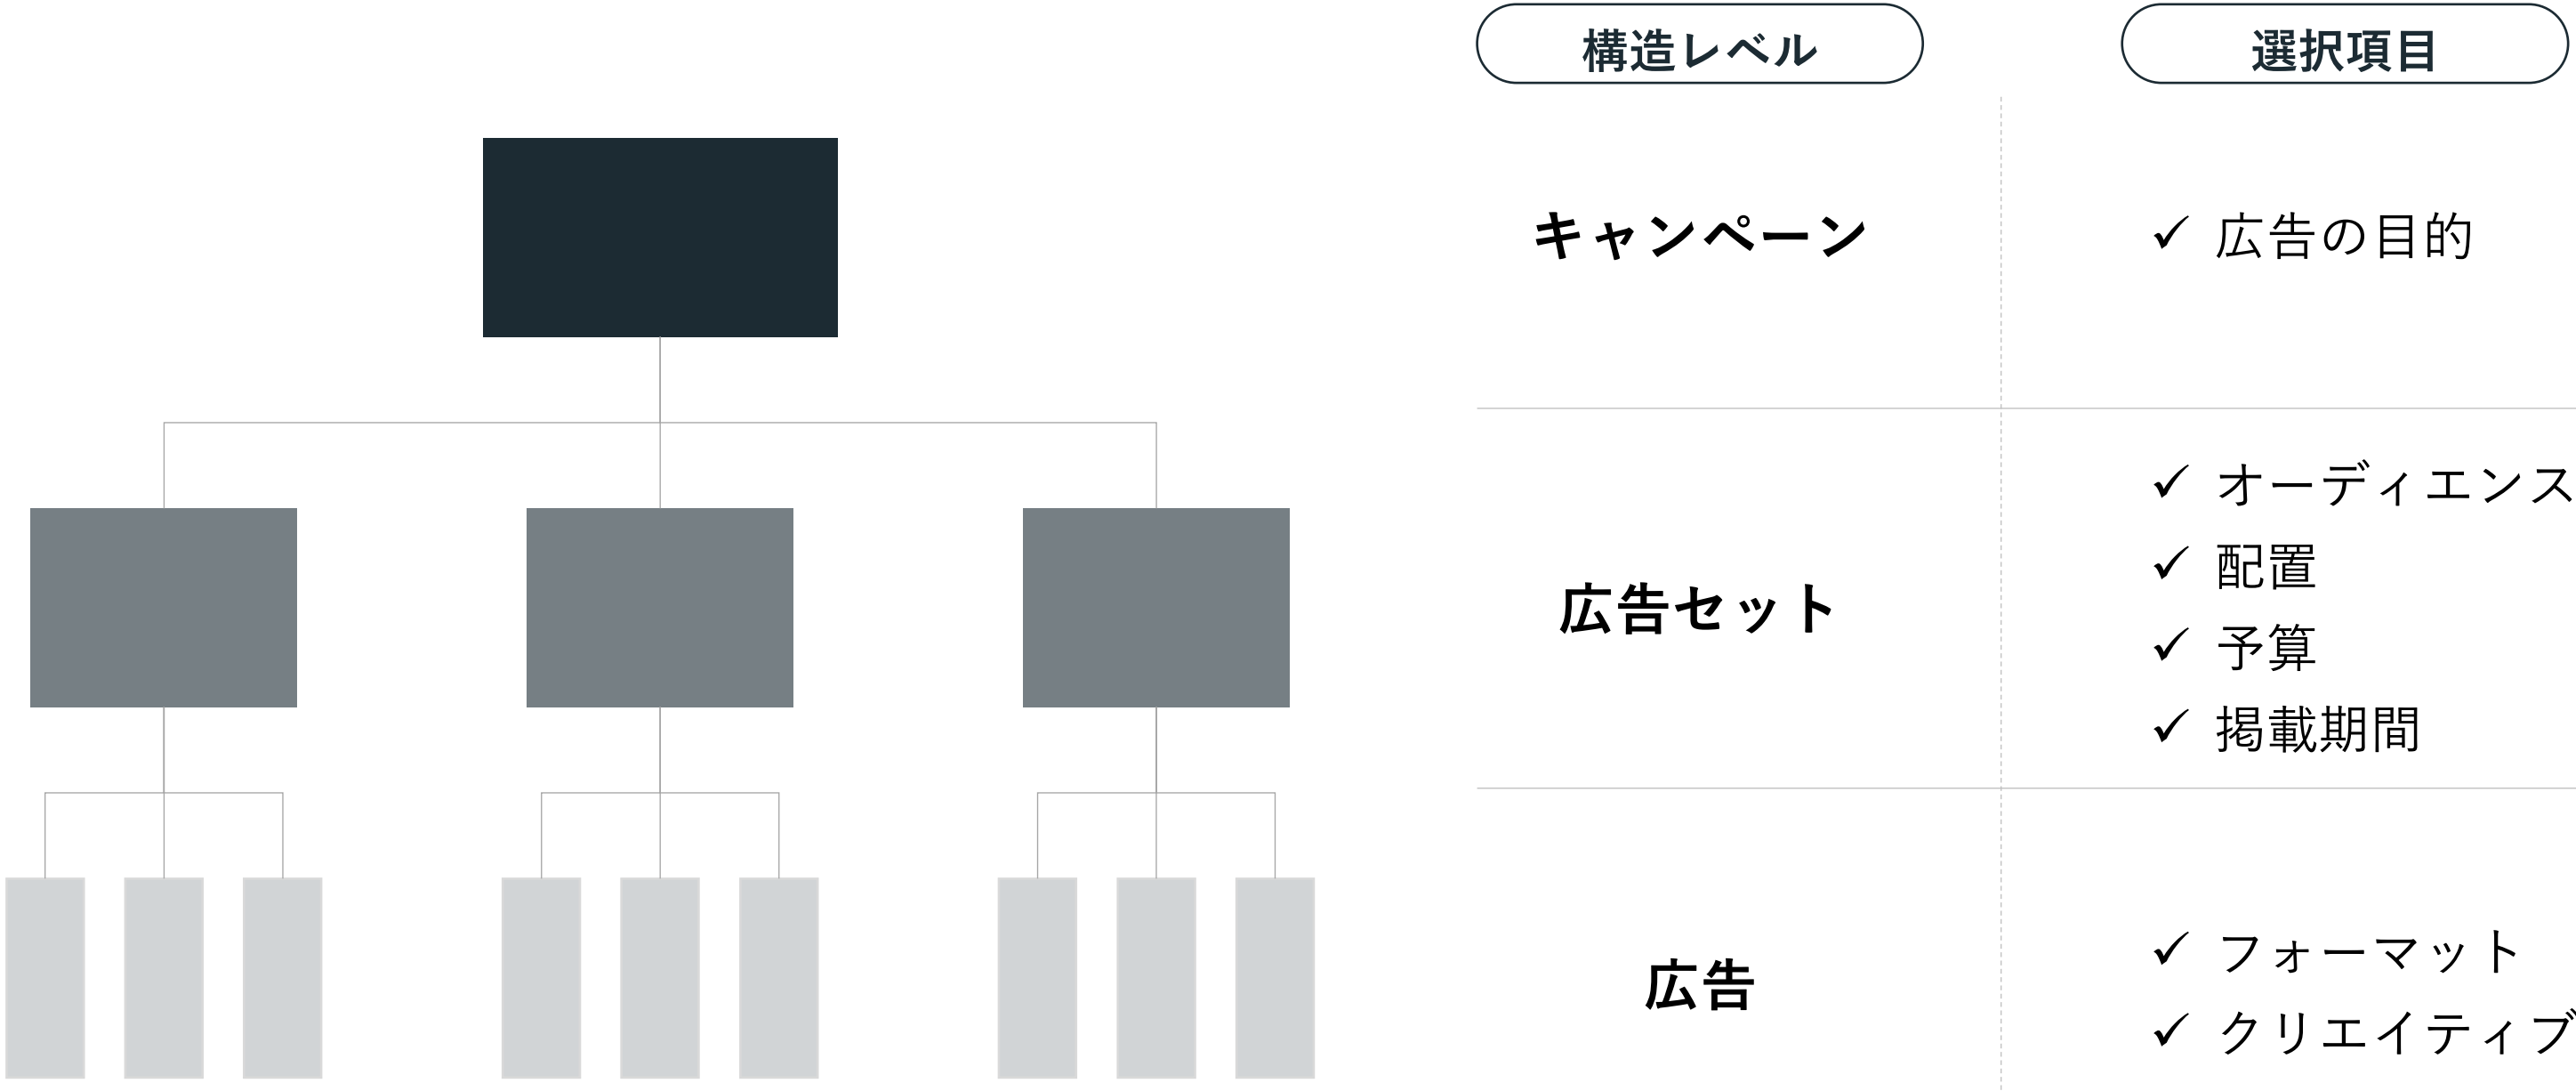 構造レベル
選択項目
キャンペーン
✓ 広告の目的
広告セット
✓ オーディエンス
✓ 配置
✓ 予算
✓ 掲載期間
広告
✓ フォーマット
✓ クリエイティブ